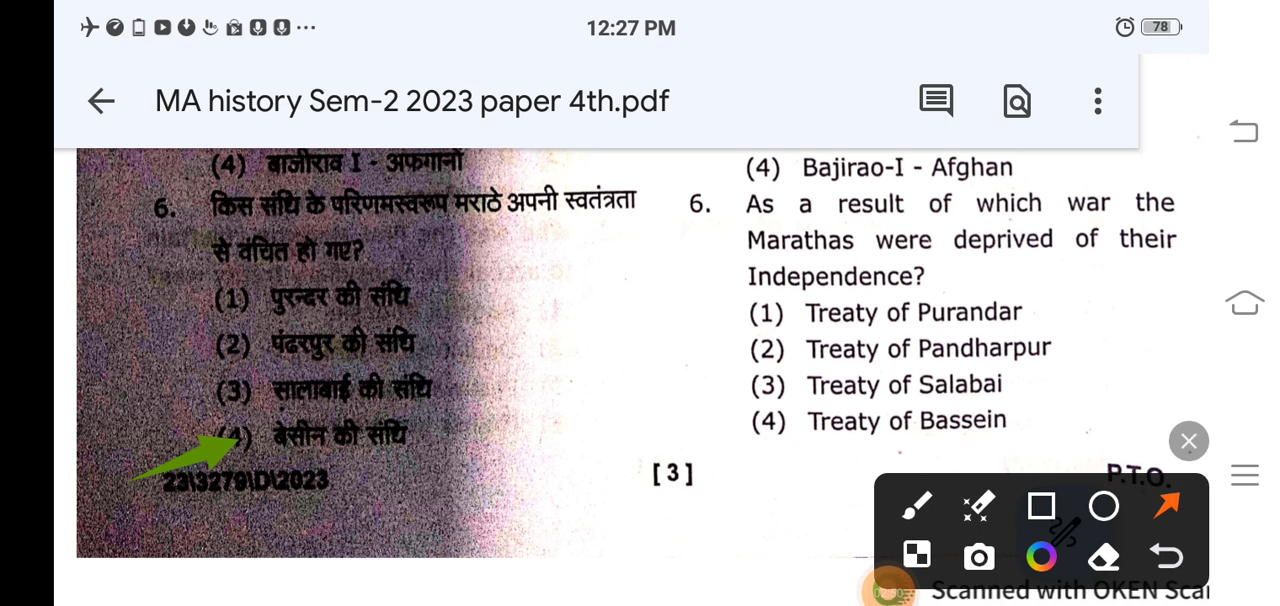 12:27 PM
78
MA history Sem-2 2023 paper 4th.pdf
(4) बाजीराव I - अफगानों
6. किस संधि के परिणमस्वरूप मराठे अपनी स्वतंत्रता
से वंचित हो गए?
(1) पुरन्दर की संधि
(2) पंढरपुर की संधि
(3) सालाबाई की संधि
(4) बेसीन की संधि
23\3279\D\2023
(4) Bajirao-I - Afghan
6. As a result of which war the
Marathas were deprived of their
Independence?
(1) Treaty of Purandar
(2) Treaty of Pandharpur
(3) Treaty of Salabai
(4) Treaty of Bassein
[3]
P.T.O.
Scanned with OKEN